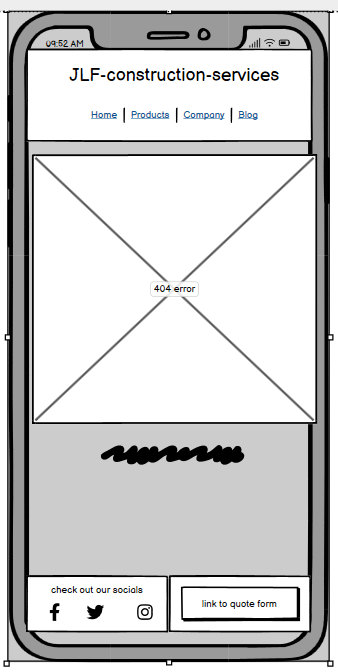 09:52 AM
JLF-construction-services
Home | Products | Company | Blog
404 error
check out our socials
link to quote form